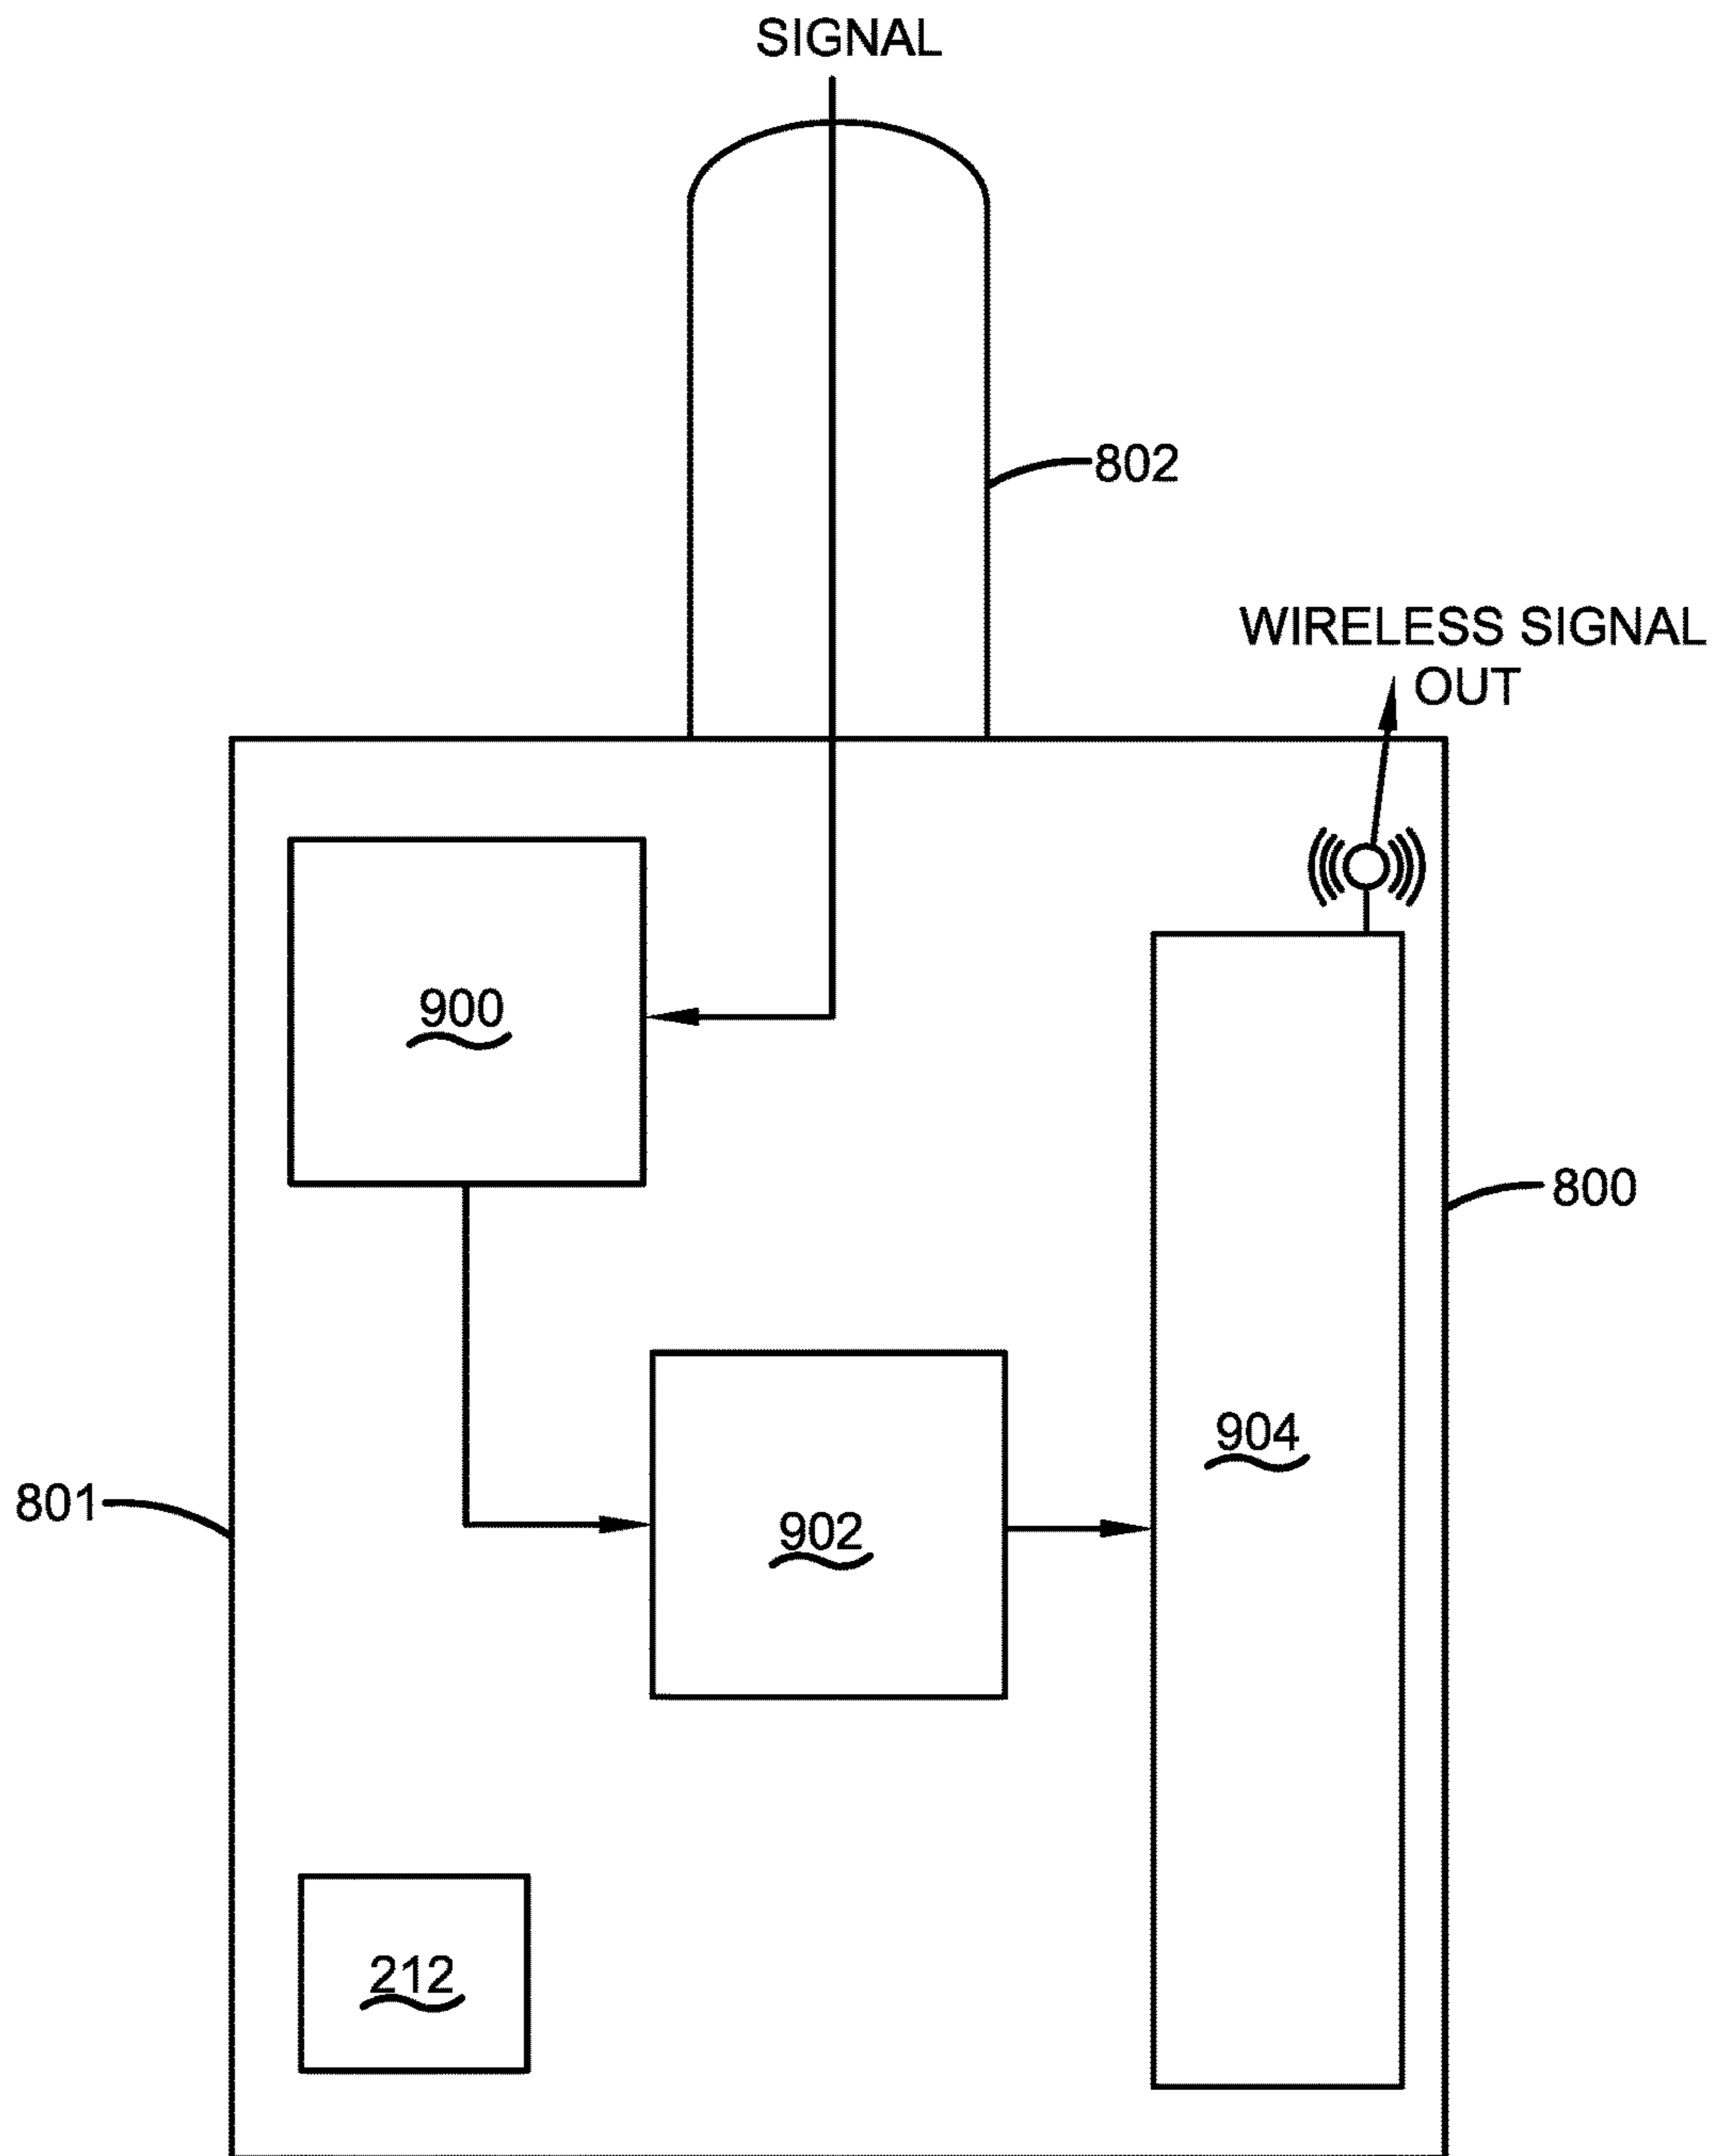 SIGNAL
802
WIRELESS SIGNAL
OUT
900
800
904
801
902
212